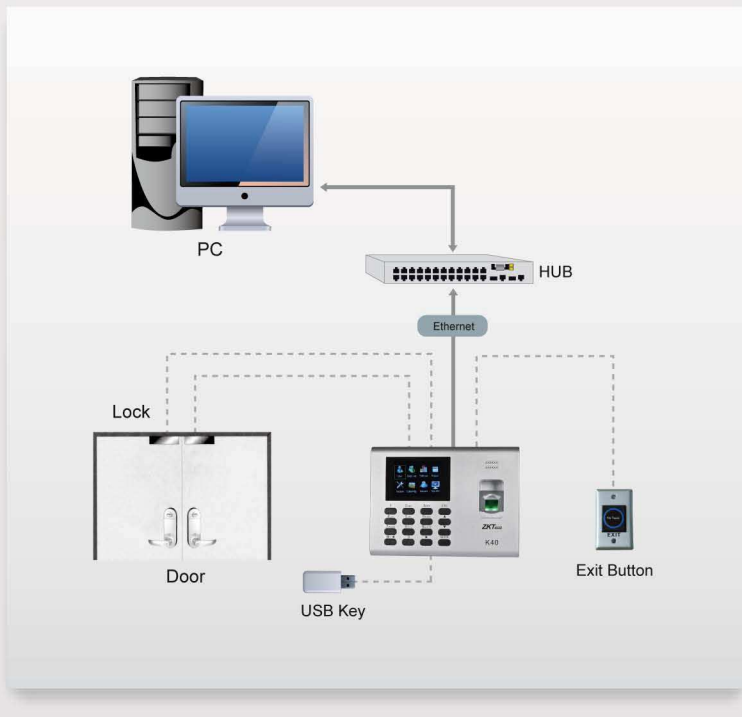 PC
HUB
Ethernet
Lock
ZKTeco
K40
EXIT
Door
Exit Button
USB Key